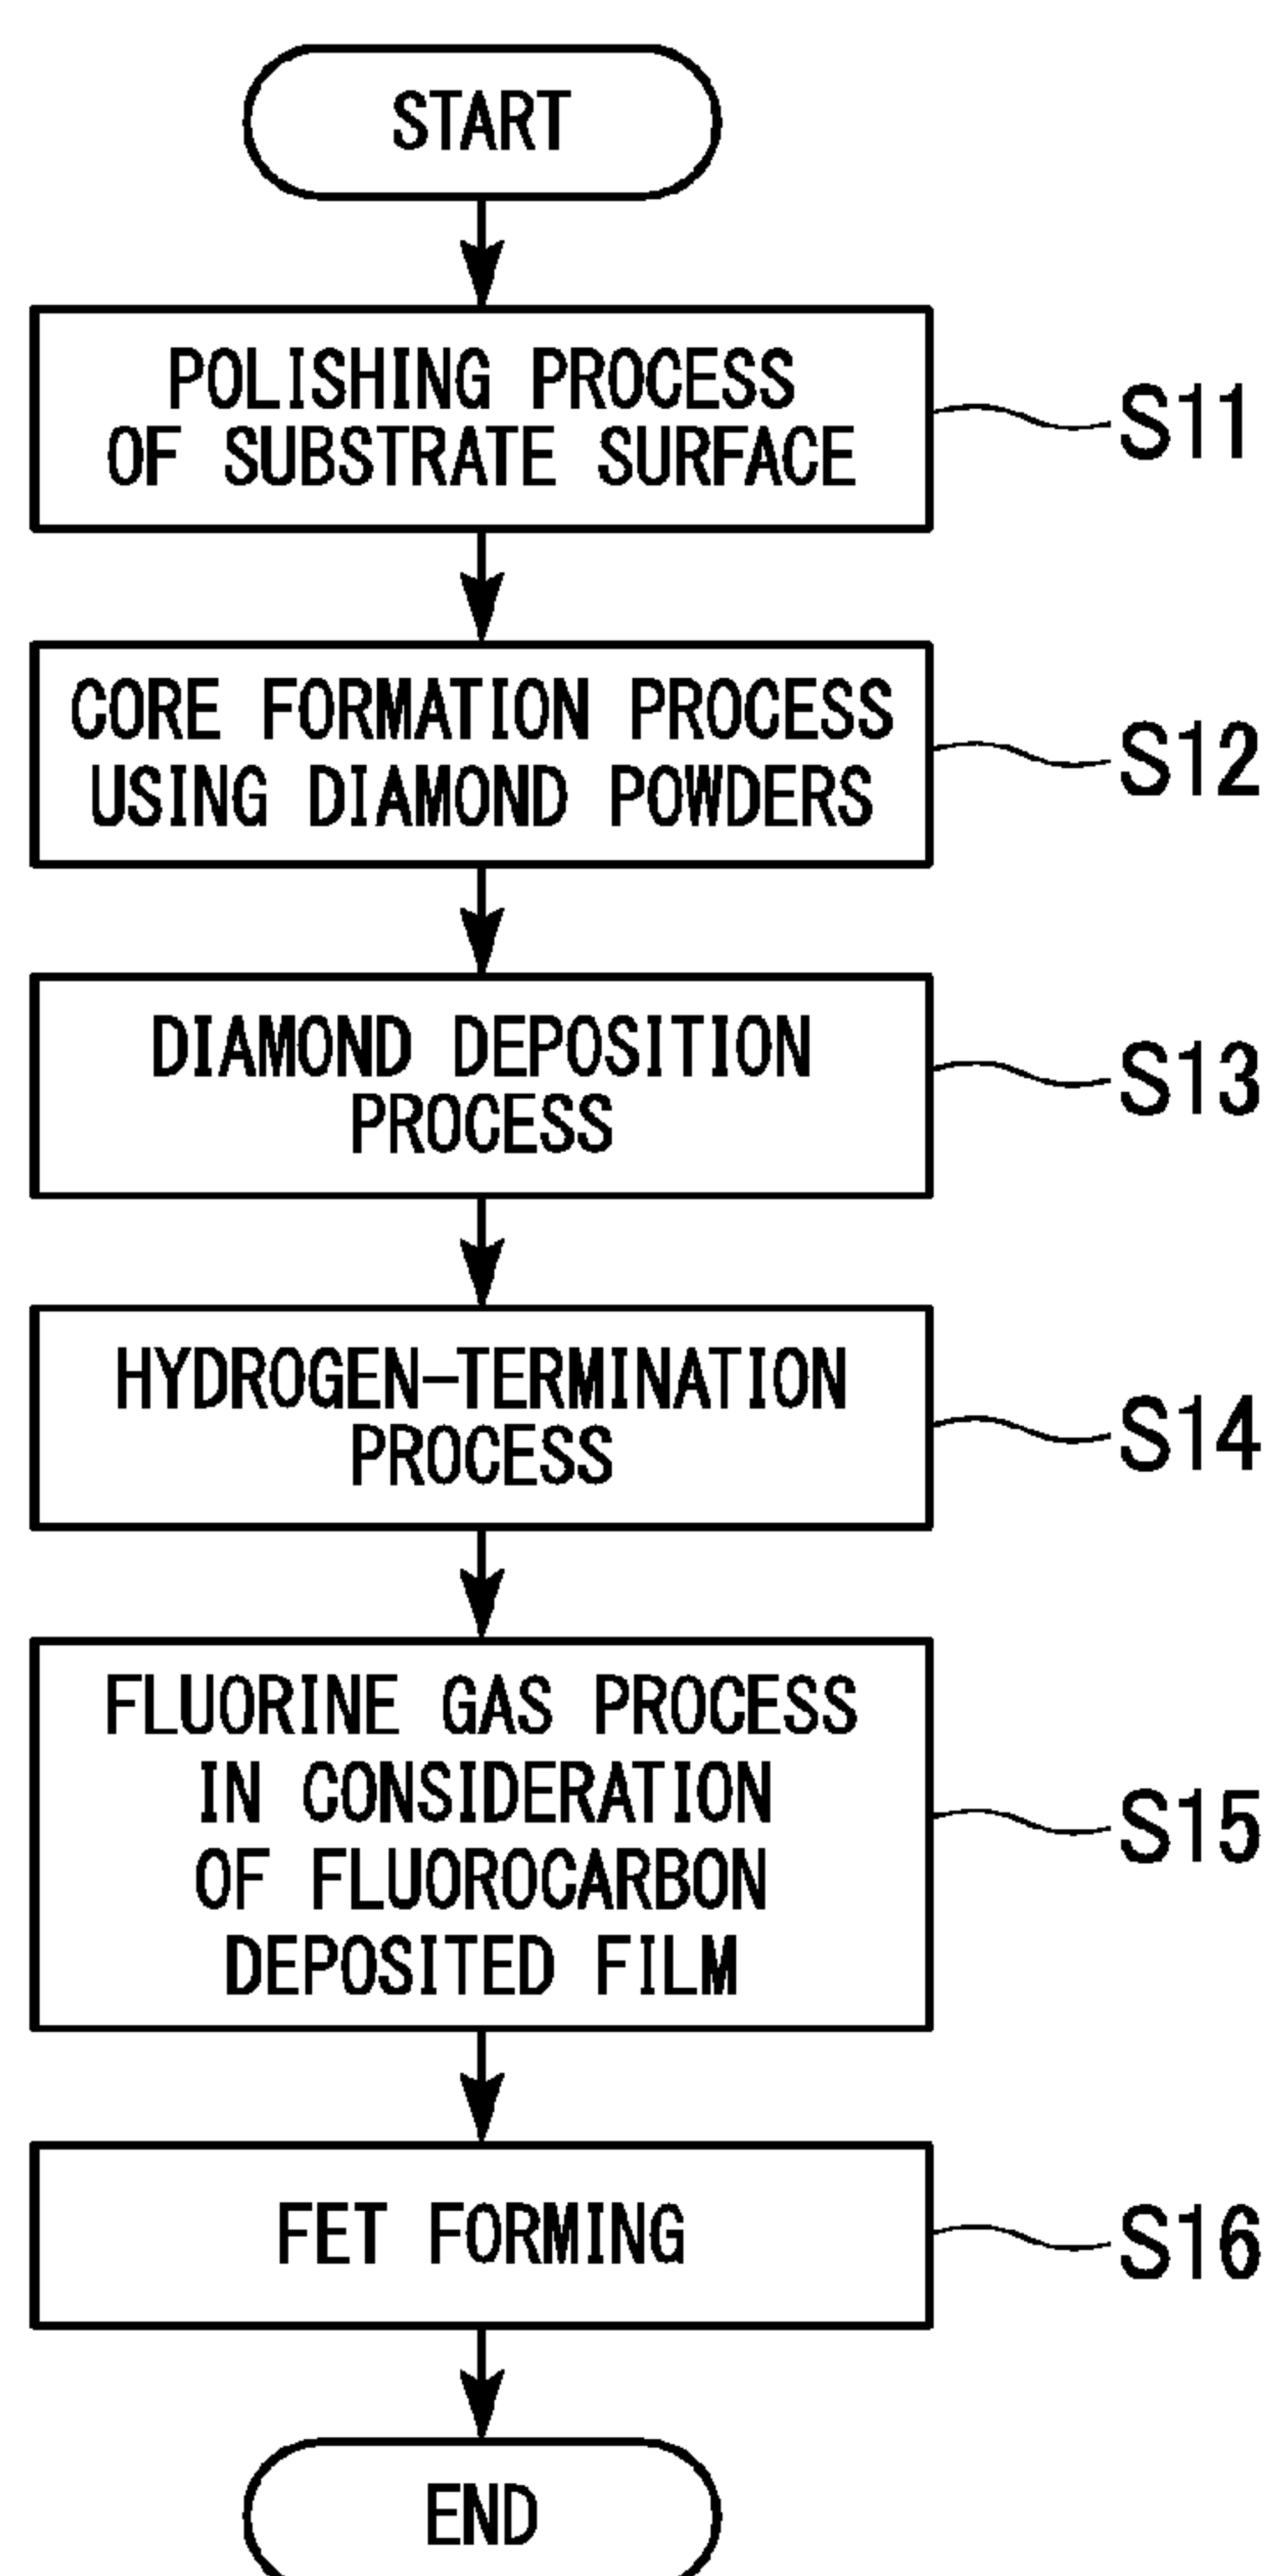 START
POLISHING PROCESS
OF SUBSTRATE SURFACE
S11
CORE FORMATION PROCESS
USING DIAMOND POWDERS
S12
DIAMOND DEPOSITION
PROCESS
S13
HYDROGEN-TERMINATION
PROCESS
S14
FLUORINE GAS PROCESS
IN CONSIDERATION
OF FLUOROCARBON
DEPOSITED FILM
S15
FET FORMING
S16
END